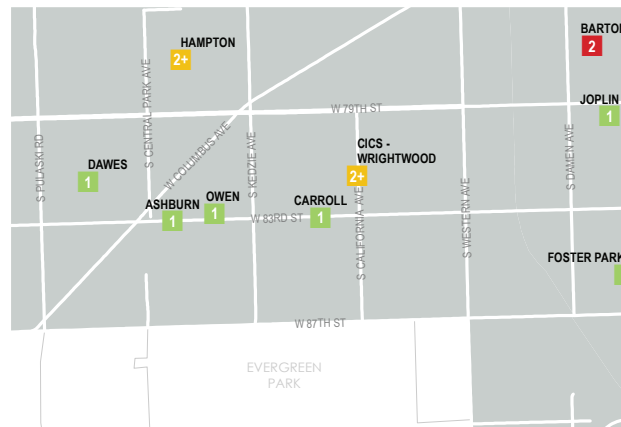 BARTO
2
HAMPTON
2+
S CENTRAL PARK AVE
W 79TH ST
JOPLIN
1
W COLUMBUS AVE
S PULASKI RD
S KEDZIE AVE
CICS -
WRIGHTWOOD
2+
S DAMEN AVE
DAWES
1
S CALIFORNIA AVE
S WESTERN AVE
ASHBURN
1
OWEN
1
CARROLL
1
W 83RD ST
FOSTER PARK
W 87TH ST
EVERGREEN
PARK